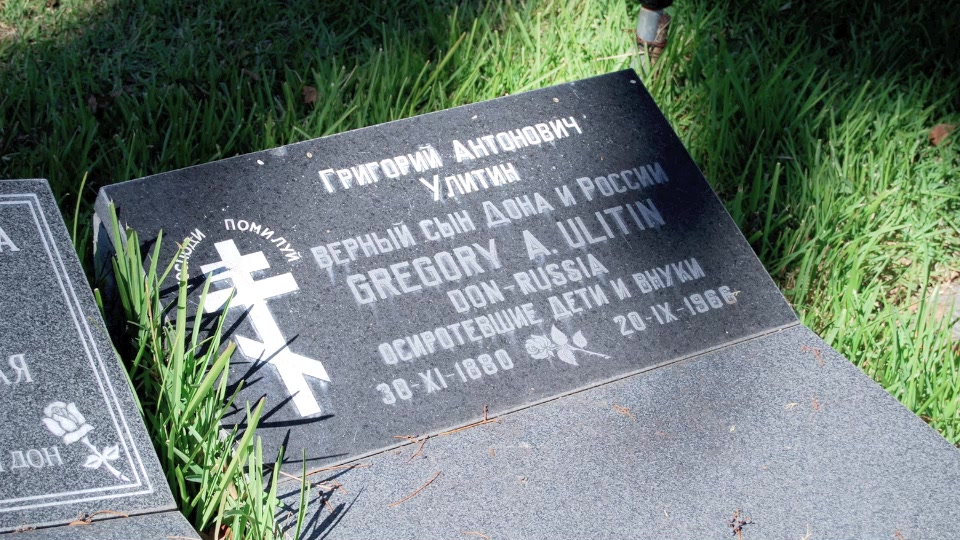 Григорий Антонович
Улитин
верный сын Дона и России
GREGORY A. ULITIN
DON-RUSSIA
осиротевшие дети и внуки
30-XI-1880 20-IX-1966
помилуй